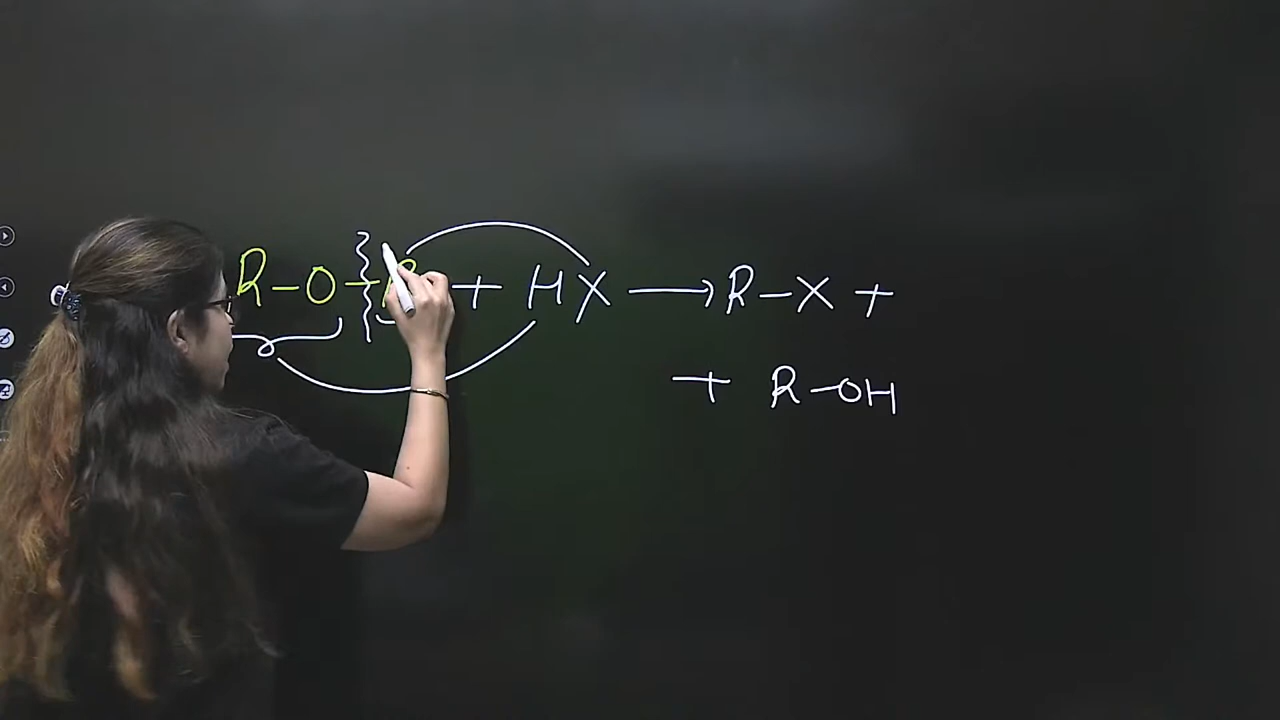 R-O-R + HX ⟶ R-X +
+ R-OH